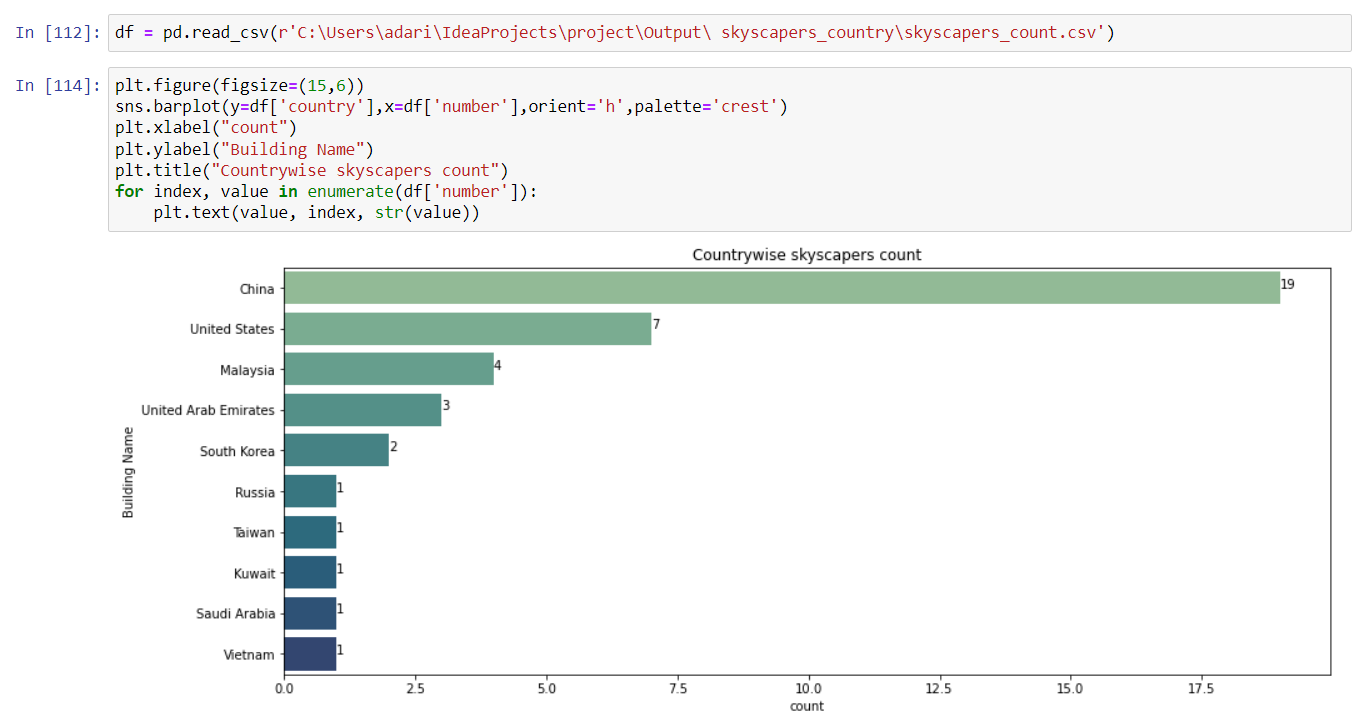 In [112]: df = pd.read_csv(r'C:\Users\adari\IdeaProjects\project\Output\ skyscapers_country\skyscapers_count.csv')
In [114]: plt.figure(figsize=(15,6))
sns.barplot(y=df['country'],x=df['number'],orient='h',palette='crest')
plt.xlabel("count")
plt.ylabel("Building Name")
plt.title("Countrywise skyscapers count")
for index, value in enumerate(df['number']):
    plt.text(value, index, str(value))
Countrywise skyscapers count
China 19
United States 7
Malaysia 4
United Arab Emirates 3
South Korea 2
Russia 1
Taiwan 1
Kuwait 1
Saudi Arabia 1
Vietnam 1
Building Name
0.0 2.5 5.0 7.5 10.0 12.5 15.0 17.5
count